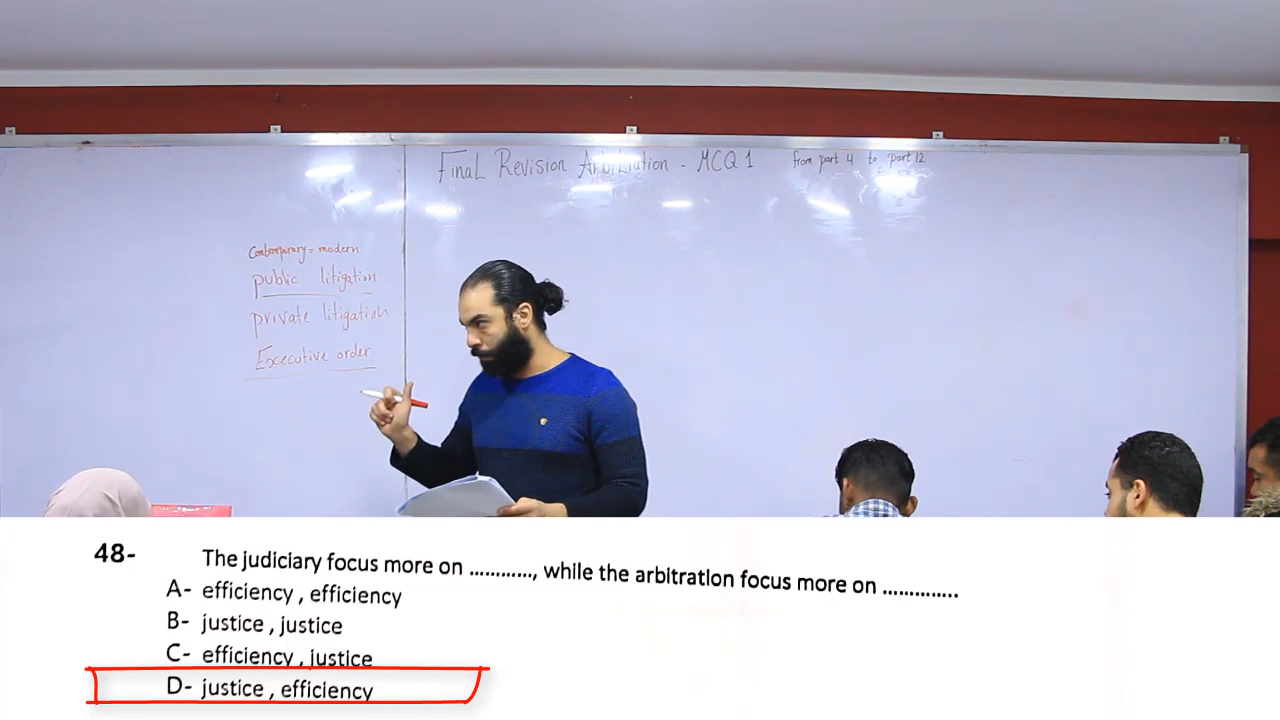 Final Revision Arbitration - MCQ 1 from part 4 to part 12
Contemporary = modern
public litigation
private litigation
Executive order
48- The judiciary focus more on ............, while the arbitration focus more on ..............
A- efficiency , efficiency
B- justice , justice
C- efficiency , justice
D- justice , efficiency